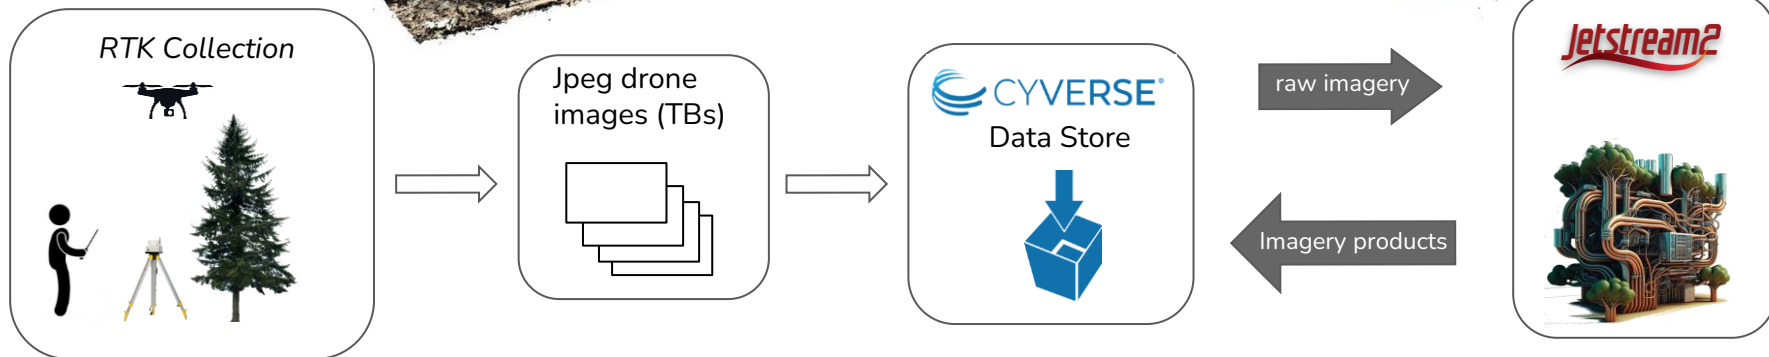 RTK Collection
Jpeg drone
images (TBs)
CYVERSE®
Data Store
raw imagery
Imagery products
Jetstream2